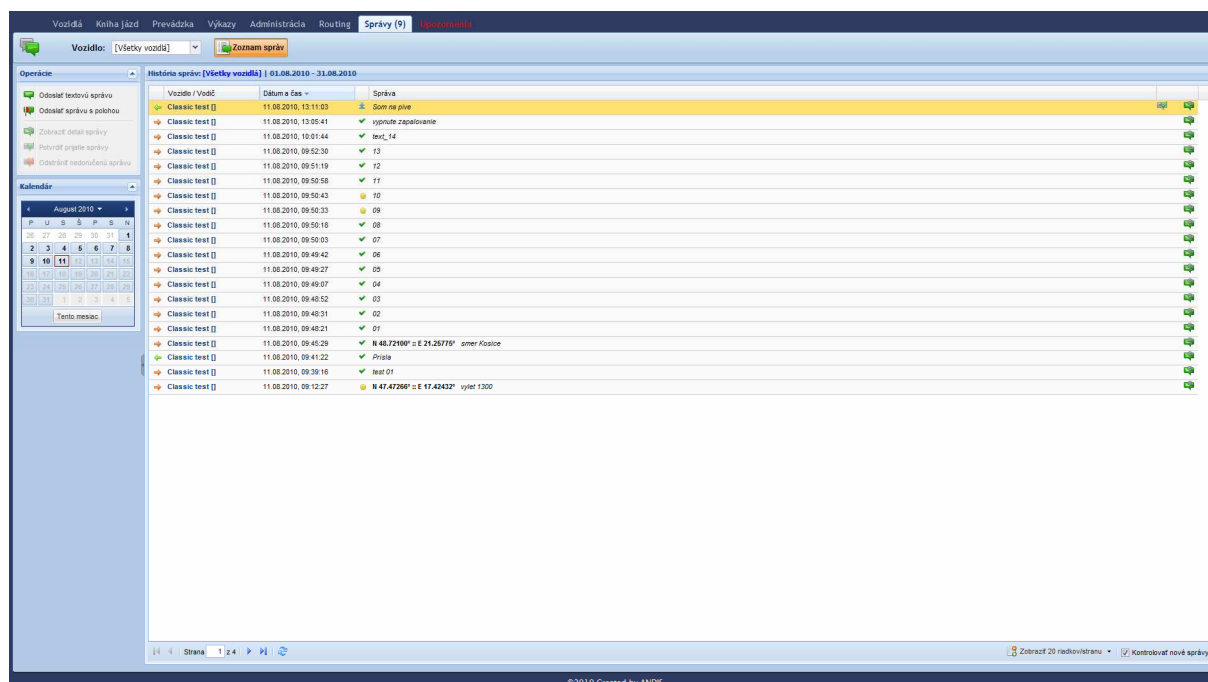 Vozidlá Kniha jázd Prevádzka Výkazy Administrácia Routing Správy (9) Upozornenia
Vozidlo: [Všetky vozidlá] Zoznam správ
Operácie
Odoslať textovú správu
Odoslať správu s polohou
Zobraziť detail správy
Potvrdiť prijatie správy
Odstrániť nedoručenú správu
Kalendár
August 2010
P U S Š P S N
26 27 28 29 30 31 1
2 3 4 5 6 7 8
9 10 11 12 13 14 15
16 17 18 19 20 21 22
23 24 25 26 27 28 29
30 31 1 2 3 4 5
Tento mesiac
História správ: [Všetky vozidlá] | 01.08.2010 - 31.08.2010
Vozidlo / Vodič Dátum a čas Správa
Classic test [] 11.08.2010, 13:11:03 Som na pive
Classic test [] 11.08.2010, 13:05:41 vypnute zapalovanie
Classic test [] 11.08.2010, 10:01:44 text_14
Classic test [] 11.08.2010, 09:52:30 13
Classic test [] 11.08.2010, 09:51:19 12
Classic test [] 11.08.2010, 09:50:58 11
Classic test [] 11.08.2010, 09:50:43 10
Classic test [] 11.08.2010, 09:50:33 09
Classic test [] 11.08.2010, 09:50:18 08
Classic test [] 11.08.2010, 09:50:03 07
Classic test [] 11.08.2010, 09:49:42 06
Classic test [] 11.08.2010, 09:49:27 05
Classic test [] 11.08.2010, 09:49:07 04
Classic test [] 11.08.2010, 09:48:52 03
Classic test [] 11.08.2010, 09:48:31 02
Classic test [] 11.08.2010, 09:48:21 01
Classic test [] 11.08.2010, 09:45:29 N 48.72100° :: E 21.25775° smer Kosice
Classic test [] 11.08.2010, 09:41:22 Prisla
Classic test [] 11.08.2010, 09:39:16 test 01
Classic test [] 11.08.2010, 09:12:27 N 47.47266° :: E 17.42432° vylet 1300
Strana 1 z 4 Zobraziť 20 riadkov/stranu Kontrolovať nové správy
©2010 Created by ANDIS